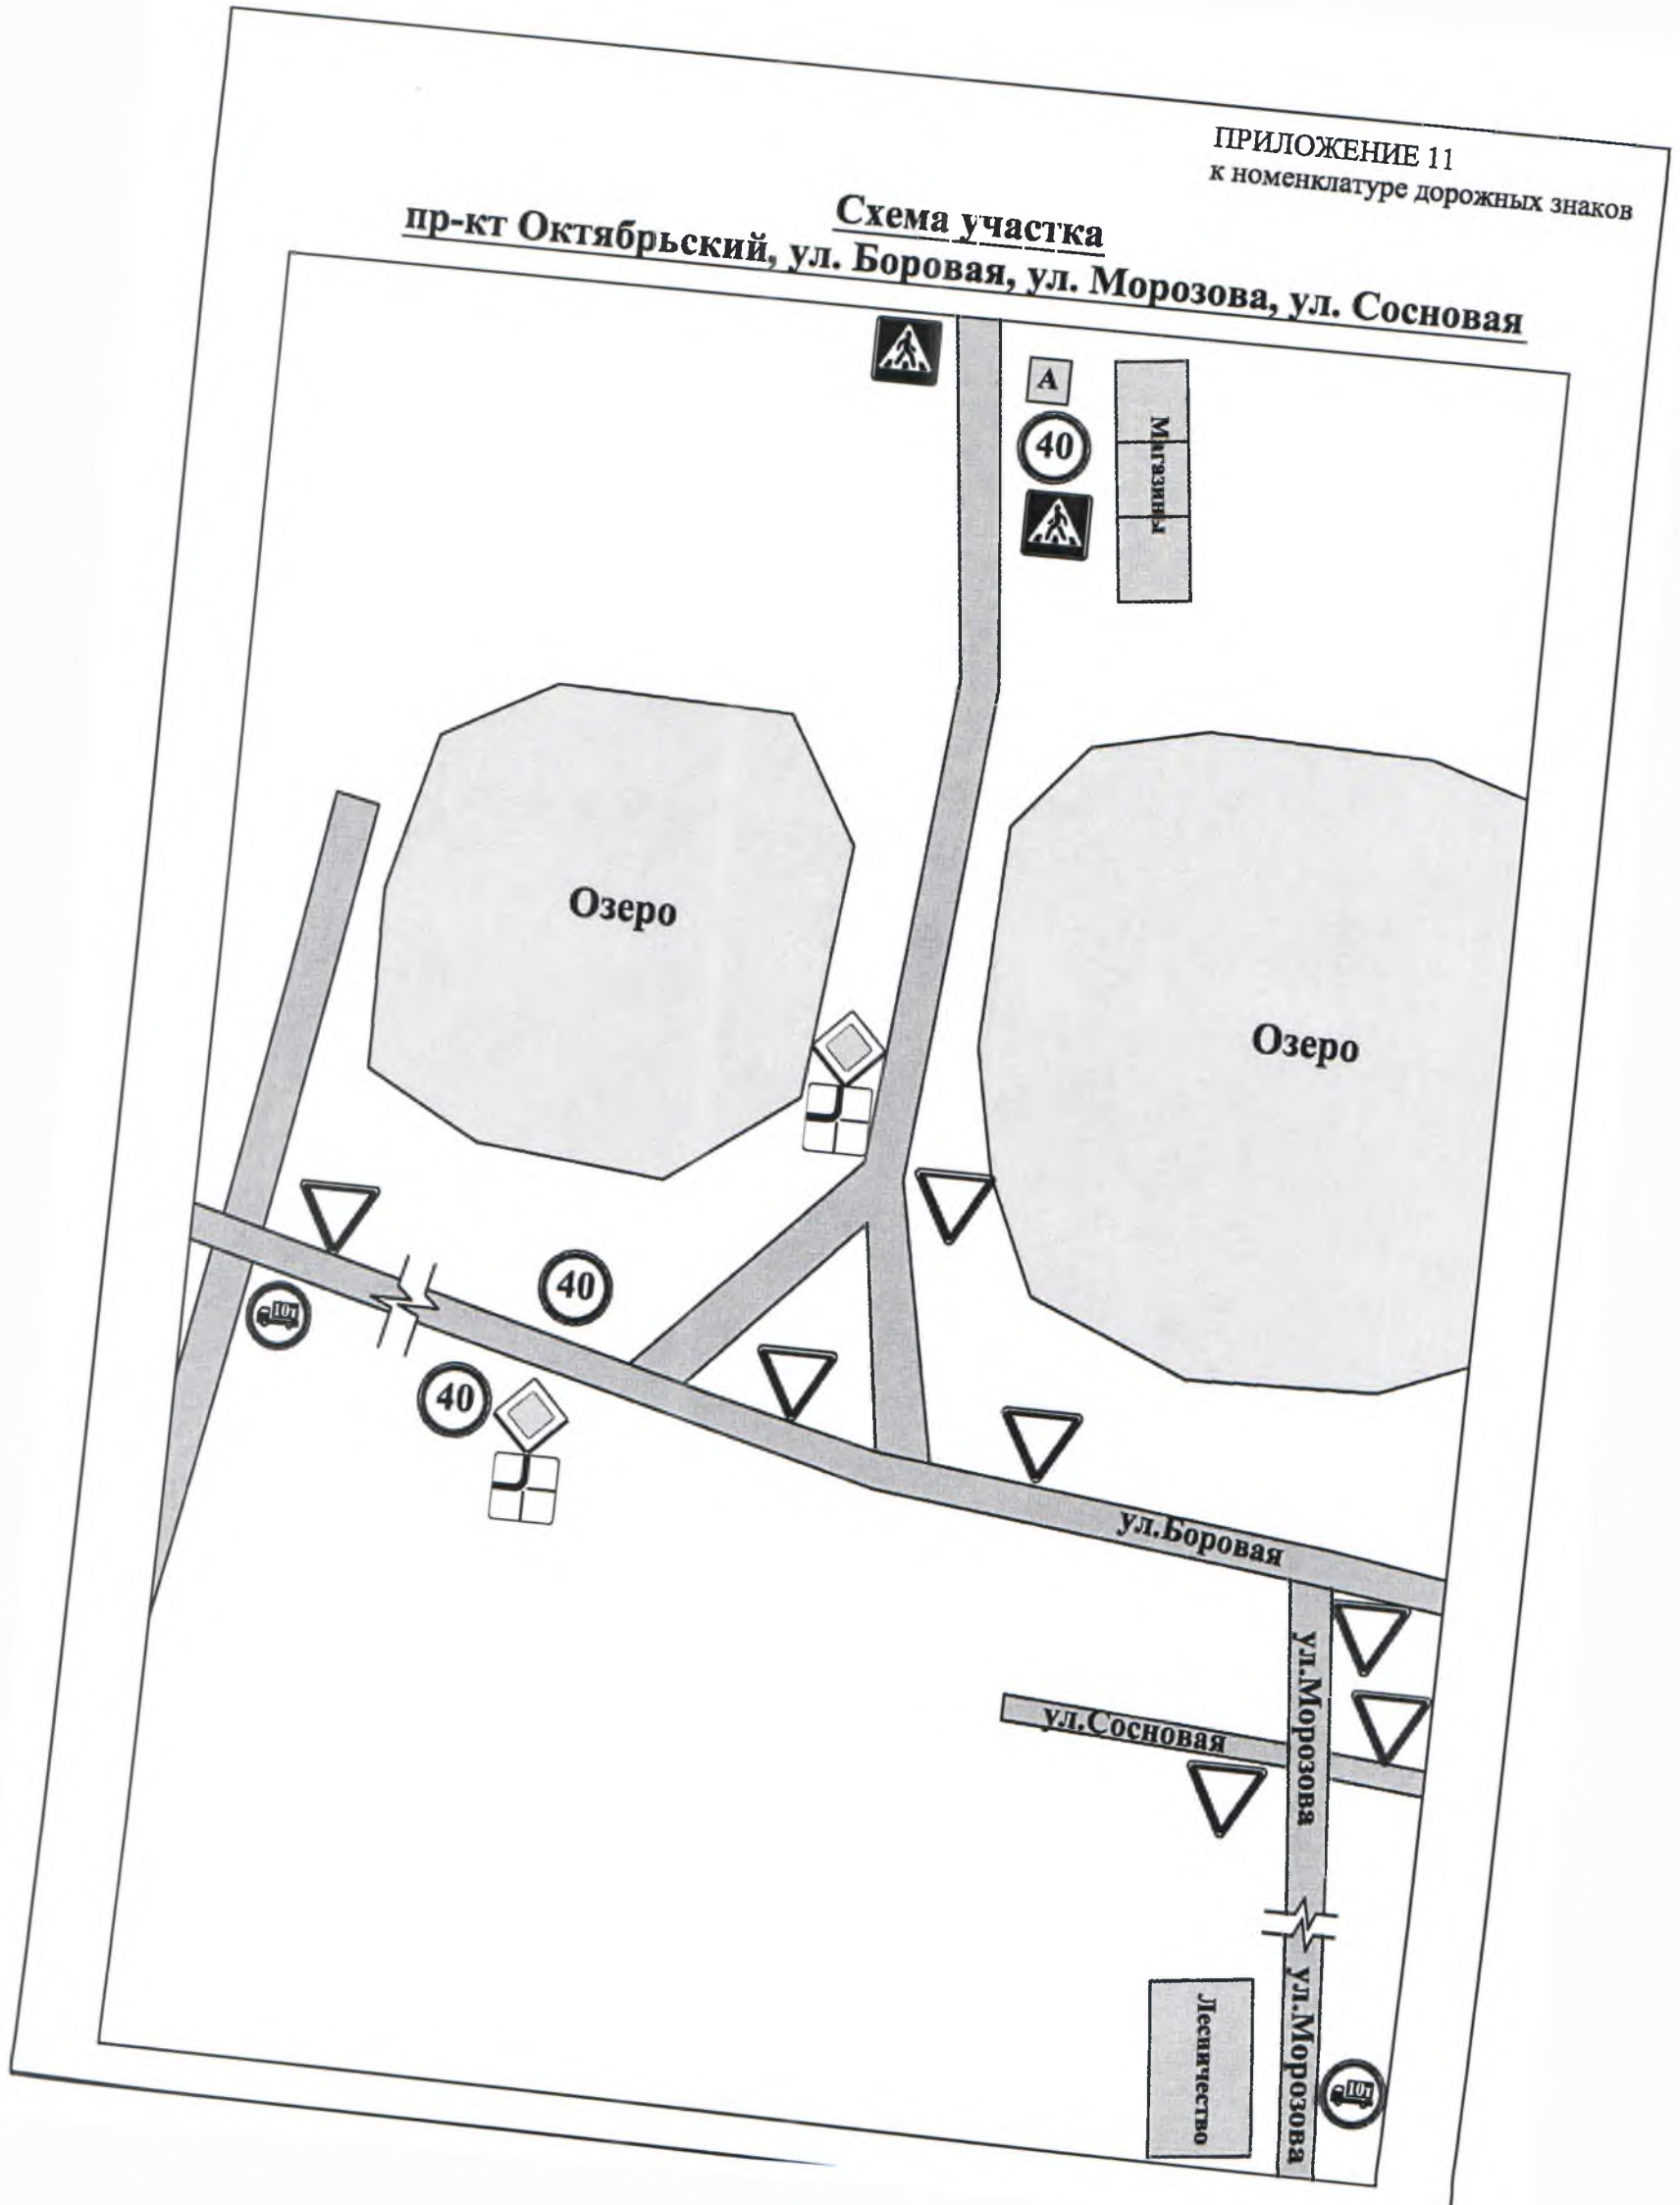 ПРИЛОЖЕНИЕ 11
к номенклатуре дорожных знаков
Схема участка
пр-кт Октябрьский, ул. Боровая, ул. Морозова, ул. Сосновая
А
40
Магазины
Озеро
Озеро
40
10т
40
ул.Боровая
ул.Морозова
ул.Сосновая
Лесничество
ул.Морозова
10т